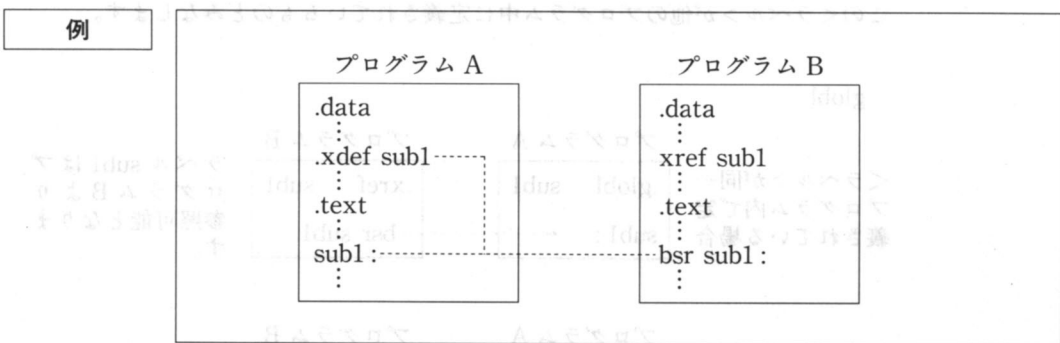 例
プログラム A
.data
⋮
.xdef sub1
⋮
.text
⋮
sub1 :
⋮
プログラム B
.data
⋮
xref sub1
⋮
.text
⋮
bsr sub1 :
⋮